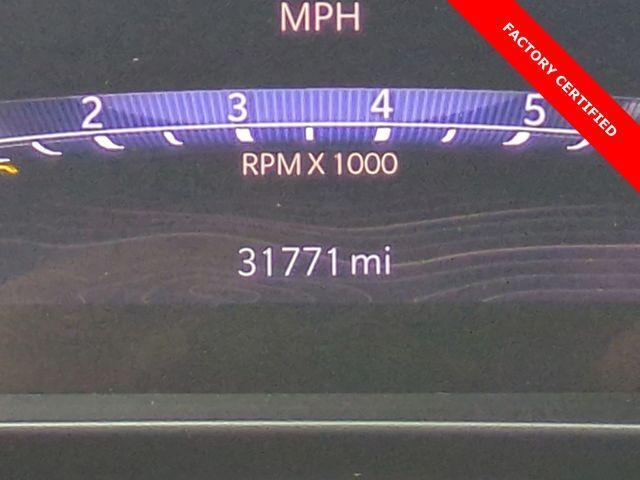 MPH
FACTORY CERTIFIED
2 3 4 5
RPM X 1000
31771 mi